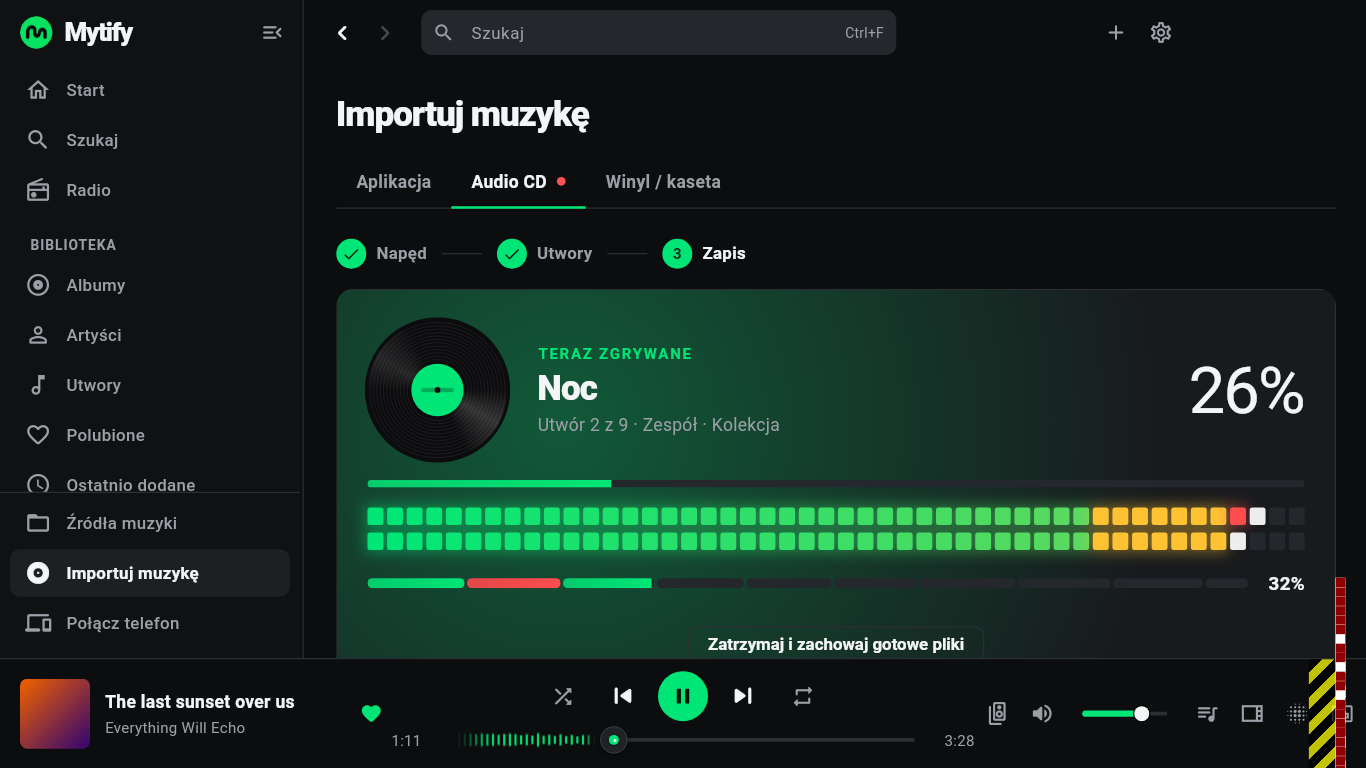 Mytify
Szukaj
Ctrl+F
Start
Szukaj
Radio
BIBLIOTEKA
Albumy
Artyści
Utwory
Polubione
Ostatnio dodane
Źródła muzyki
Importuj muzykę
Połącz telefon
Importuj muzykę
Aplikacja
Audio CD
Winyl / kaseta
Napęd
Utwory
3 Zapis
TERAZ ZGRYWANE
Noc
Utwór 2 z 9 · Zespół · Kolekcja
26%
32%
Zatrzymaj i zachowaj gotowe pliki
The last sunset over us
Everything Will Echo
1:11
3:28